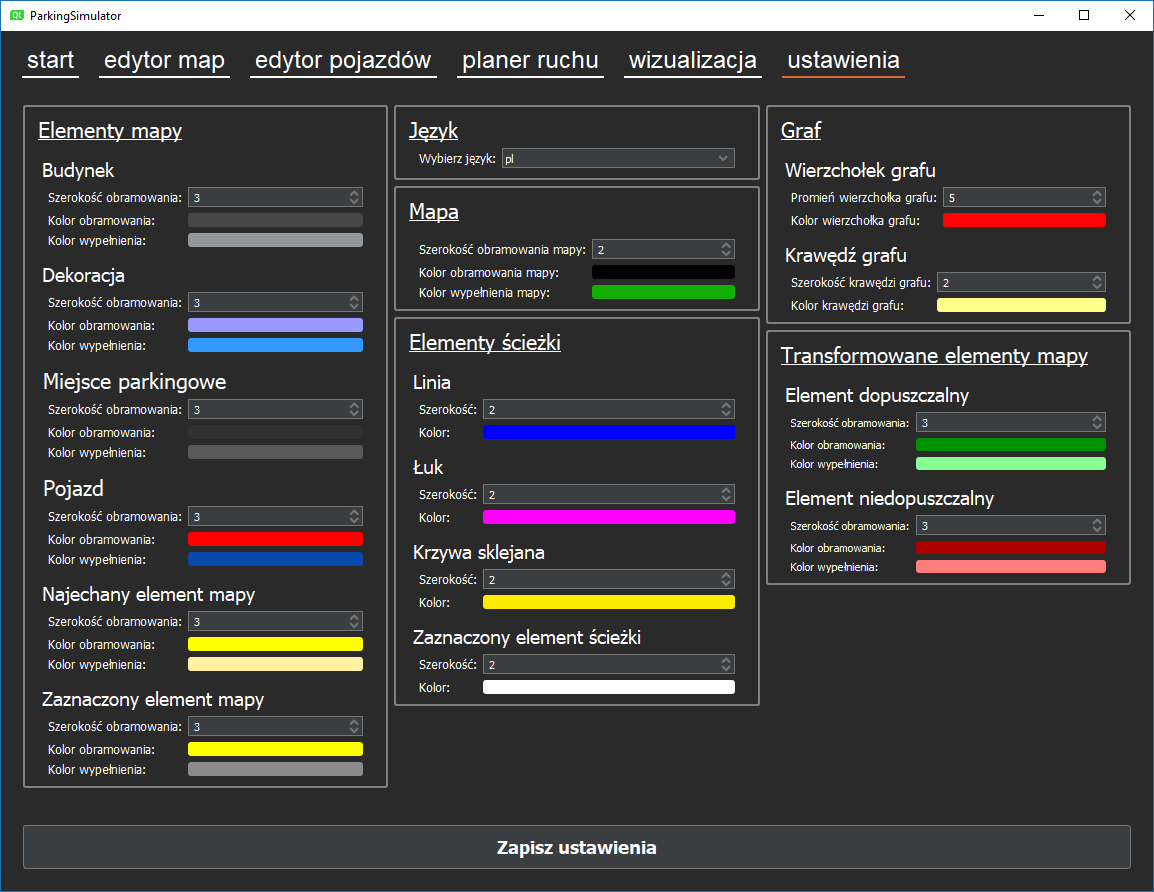 Qt ParkingSimulator
start edytor map edytor pojazdów planer ruchu wizualizacja ustawienia
Elementy mapy
Budynek
Szerokość obramowania: 3
Kolor obramowania:
Kolor wypełnienia:
Dekoracja
Szerokość obramowania: 3
Kolor obramowania:
Kolor wypełnienia:
Miejsce parkingowe
Szerokość obramowania: 3
Kolor obramowania:
Kolor wypełnienia:
Pojazd
Szerokość obramowania: 3
Kolor obramowania:
Kolor wypełnienia:
Najechany element mapy
Szerokość obramowania: 3
Kolor obramowania:
Kolor wypełnienia:
Zaznaczony element mapy
Szerokość obramowania: 3
Kolor obramowania:
Kolor wypełnienia:
Język
Wybierz język: pl
Mapa
Szerokość obramowania mapy: 2
Kolor obramowania mapy:
Kolor wypełnienia mapy:
Elementy ścieżki
Linia
Szerokość: 2
Kolor:
Łuk
Szerokość: 2
Kolor:
Krzywa sklejana
Szerokość: 2
Kolor:
Zaznaczony element ścieżki
Szerokość: 2
Kolor:
Graf
Wierzchołek grafu
Promień wierzchołka grafu: 5
Kolor wierzchołka grafu:
Krawędź grafu
Szerokość krawędzi grafu: 2
Kolor krawędzi grafu:
Transformowane elementy mapy
Element dopuszczalny
Szerokość obramowania: 3
Kolor obramowania:
Kolor wypełnienia:
Element niedopuszczalny
Szerokość obramowania: 3
Kolor obramowania:
Kolor wypełnienia:
Zapisz ustawienia